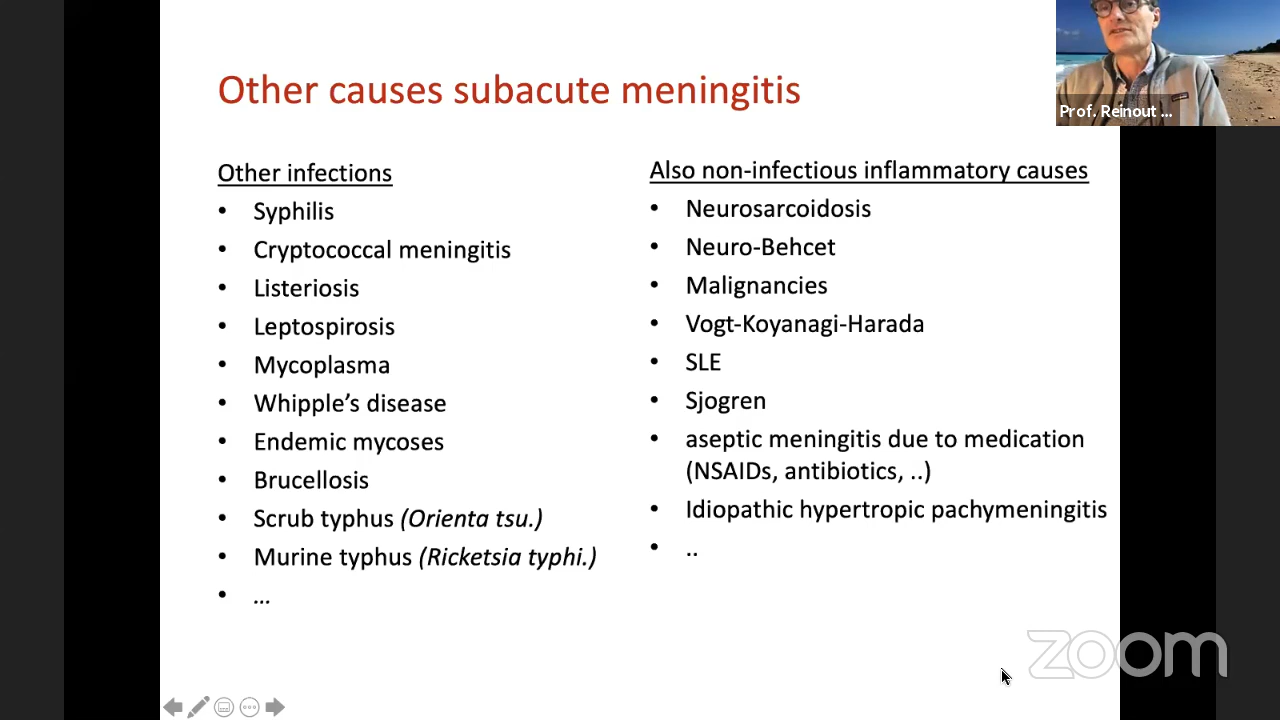 Other causes subacute meningitis
Prof. Reinout ...
Other infections
• Syphilis
• Cryptococcal meningitis
• Listeriosis
• Leptospirosis
• Mycoplasma
• Whipple’s disease
• Endemic mycoses
• Brucellosis
• Scrub typhus (Orienta tsu.)
• Murine typhus (Ricketsia typhi.)
• ...
Also non-infectious inflammatory causes
• Neurosarcoidosis
• Neuro-Behcet
• Malignancies
• Vogt-Koyanagi-Harada
• SLE
• Sjogren
• aseptic meningitis due to medication
(NSAIDs, antibiotics, ..)
• Idiopathic hypertropic pachymeningitis
• ..
zoom